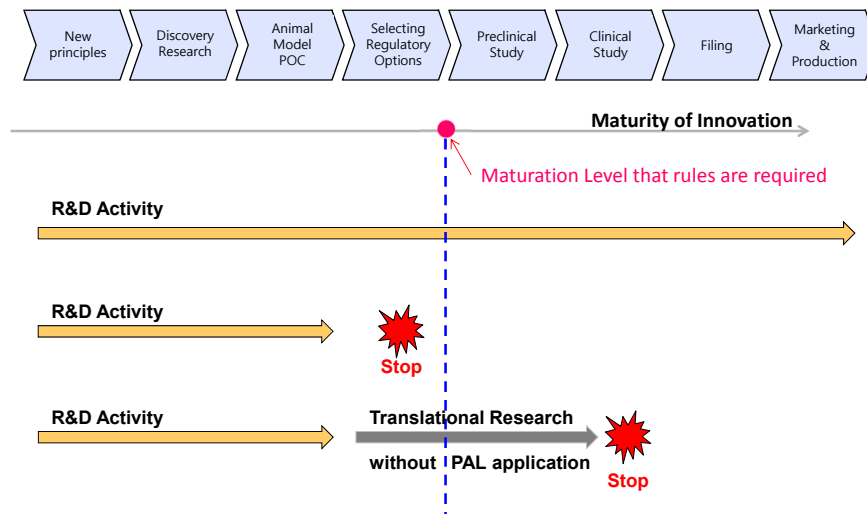 New
principles
Discovery
Research
Animal
Model
POC
Selecting
Regulatory
Options
Preclinical
Study
Clinical
Study
Filing
Marketing
&
Production
Maturity of Innovation
Maturation Level that rules are required
R&D Activity
R&D Activity
Stop
R&D Activity
Translational Research
without PAL application
Stop